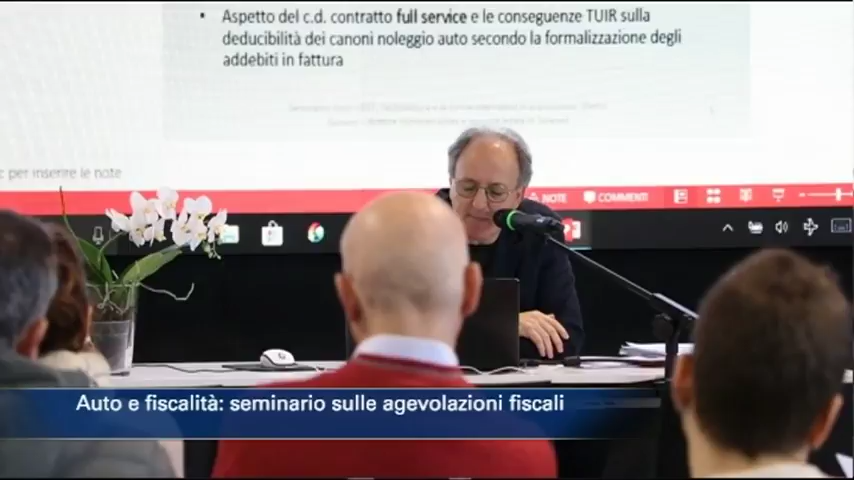 ▪ Aspetto del c.d. contratto full service e le conseguenze TUIR sulla
deducibilità dei canoni noleggio auto secondo la formalizzazione degli
addebiti in fattura
c per inserire le note
NOTE
COMMENTI
Auto e fiscalità: seminario sulle agevolazioni fiscali